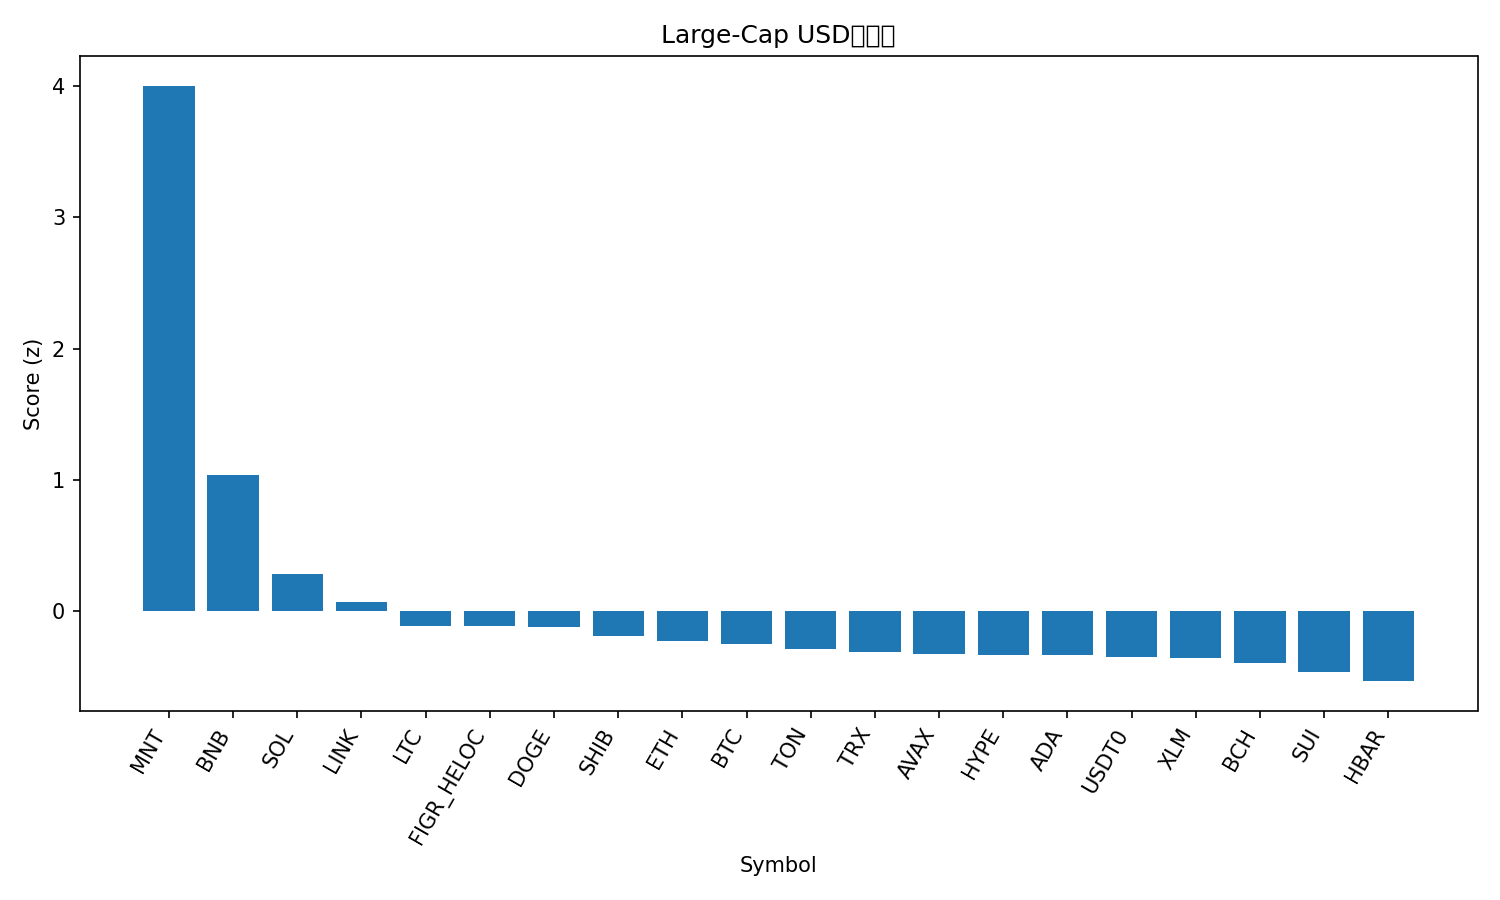 Large-Cap USD
4
3
2
1
0
Score (z)
MNT
BNB
SOL
LINK
LTC
FIGR_HELOC
DOGE
SHIB
ETH
BTC
TON
TRX
AVAX
HYPE
ADA
USDT0
XLM
BCH
SUI
HBAR
Symbol